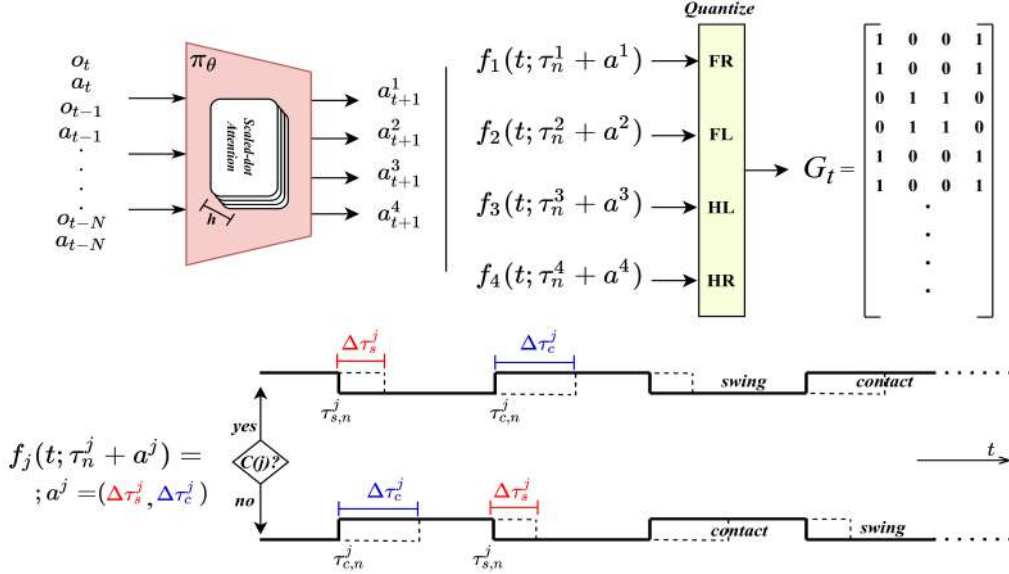 Quantize
o_t
a_t
o_{t-1}
a_{t-1}
.
.
.
.
o_{t-N}
a_{t-N}
π_θ
Scaled-dot
Attention
h
a^1_{t+1}
a^2_{t+1}
a^3_{t+1}
a^4_{t+1}
f_1(t; τ^1_n + a^1)
f_2(t; τ^2_n + a^2)
f_3(t; τ^3_n + a^3)
f_4(t; τ^4_n + a^4)
FR
FL
HL
HR
G_t =
1 0 0 1
1 0 0 1
0 1 1 0
0 1 1 0
1 0 0 1
1 0 0 1
.
.
.
.
Δτ^j_s
Δτ^j_c
swing
contact
τ^j_{s,n}
τ^j_{c,n}
yes
f_j(t; τ^j_n + a^j) =
; a^j =(Δτ^j_s, Δτ^j_c)
C(j)?
no
t
Δτ^j_c
Δτ^j_s
contact
swing
τ^j_{c,n}
τ^j_{s,n}